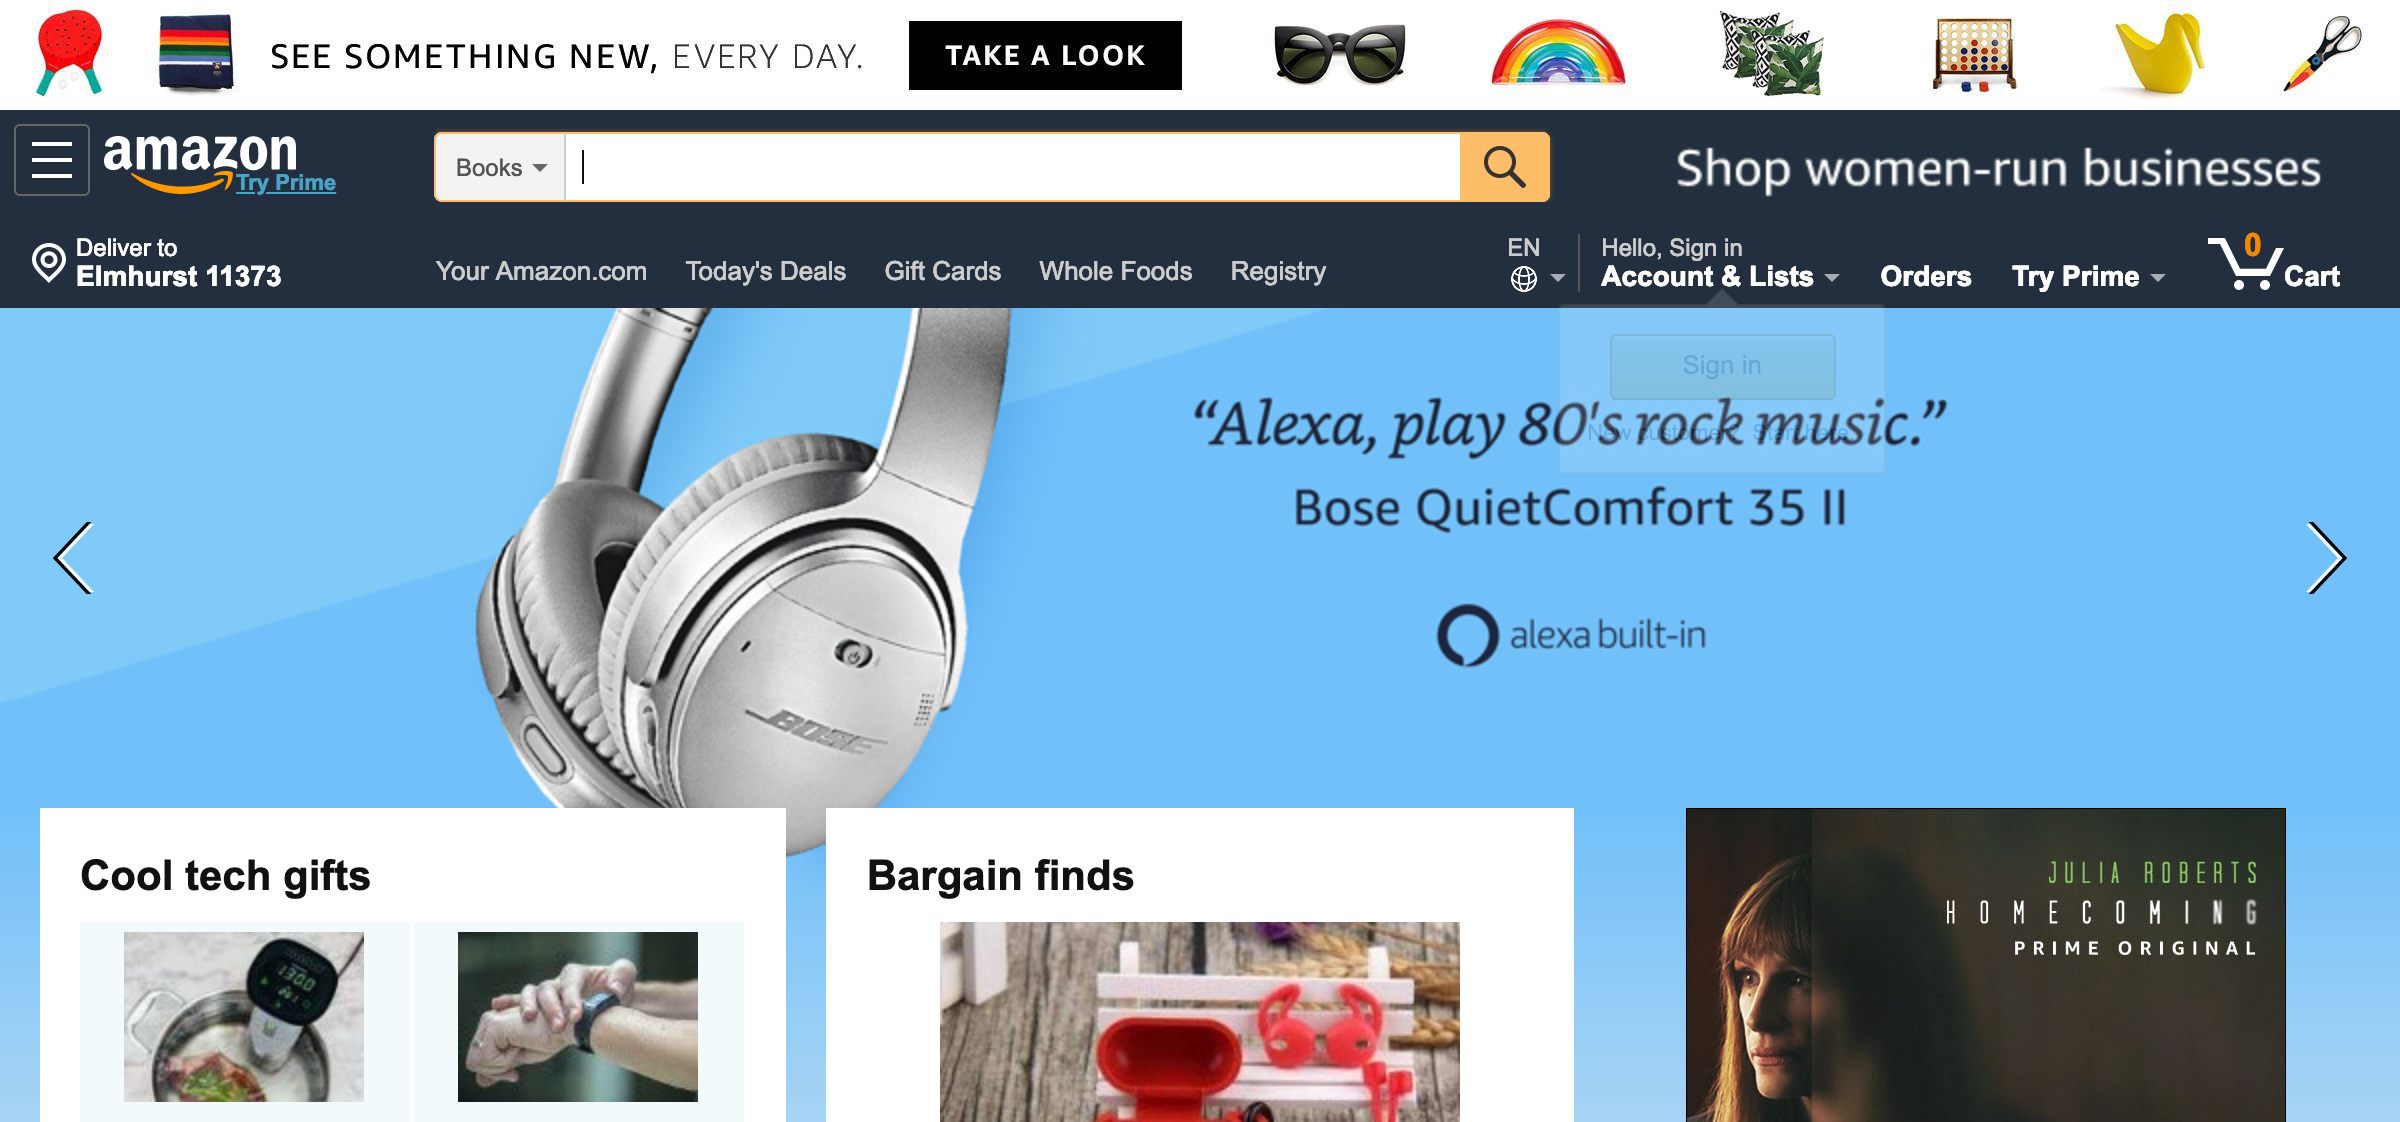 SEE SOMETHING NEW, EVERY DAY.
TAKE A LOOK
amazon
Try Prime
Books
Shop women-run businesses
Deliver to
Elmhurst 11373
Your Amazon.com
Today's Deals
Gift Cards
Whole Foods
Registry
EN
Hello, Sign in
Account & Lists
Orders
Try Prime
0
Cart
Sign in
New customer? Start here.
“Alexa, play 80's rock music.”
Bose QuietComfort 35 II
alexa built-in
BOSE
Cool tech gifts
Bargain finds
JULIA ROBERTS
HOMECOMING
PRIME ORIGINAL
130.0